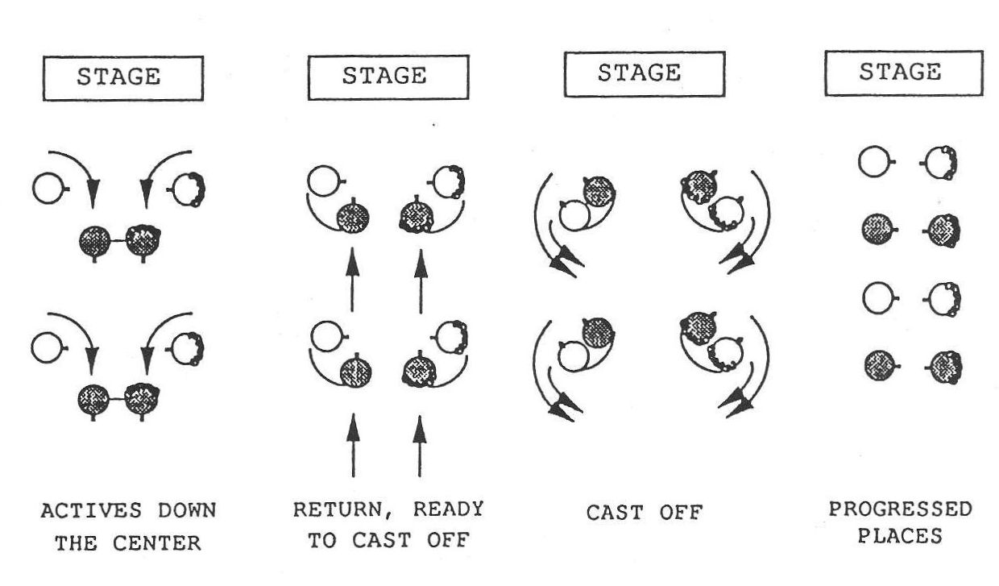 STAGE
STAGE
STAGE
STAGE
ACTIVES DOWN
THE CENTER
RETURN, READY
TO CAST OFF
CAST OFF
PROGRESSED
PLACES